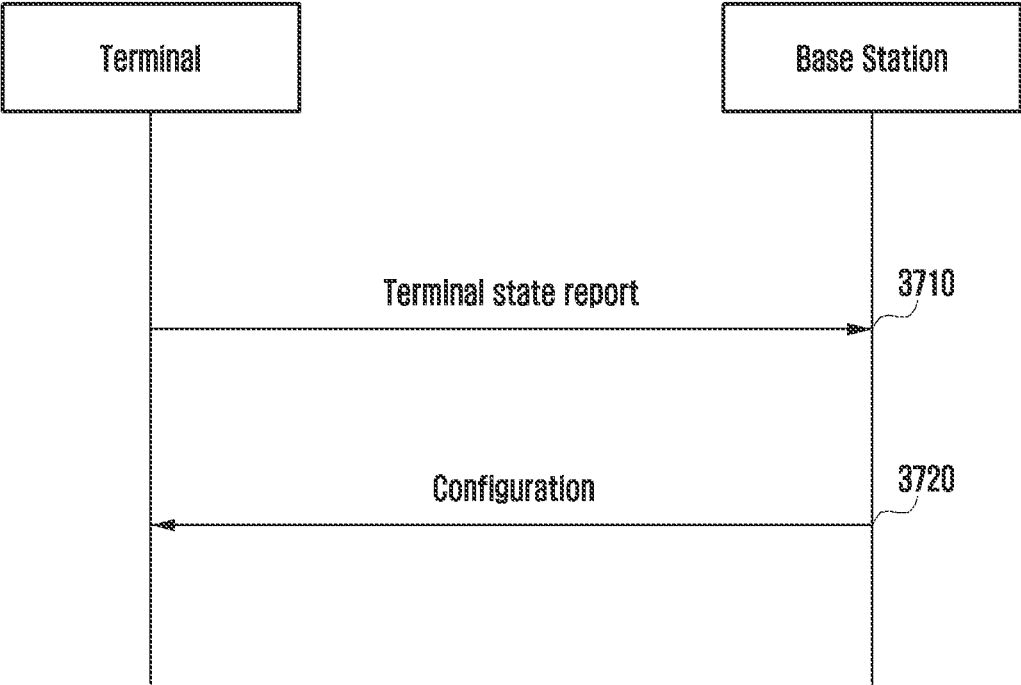 Terminal
Base Station
Terminal state report
3710
Configuration
3720